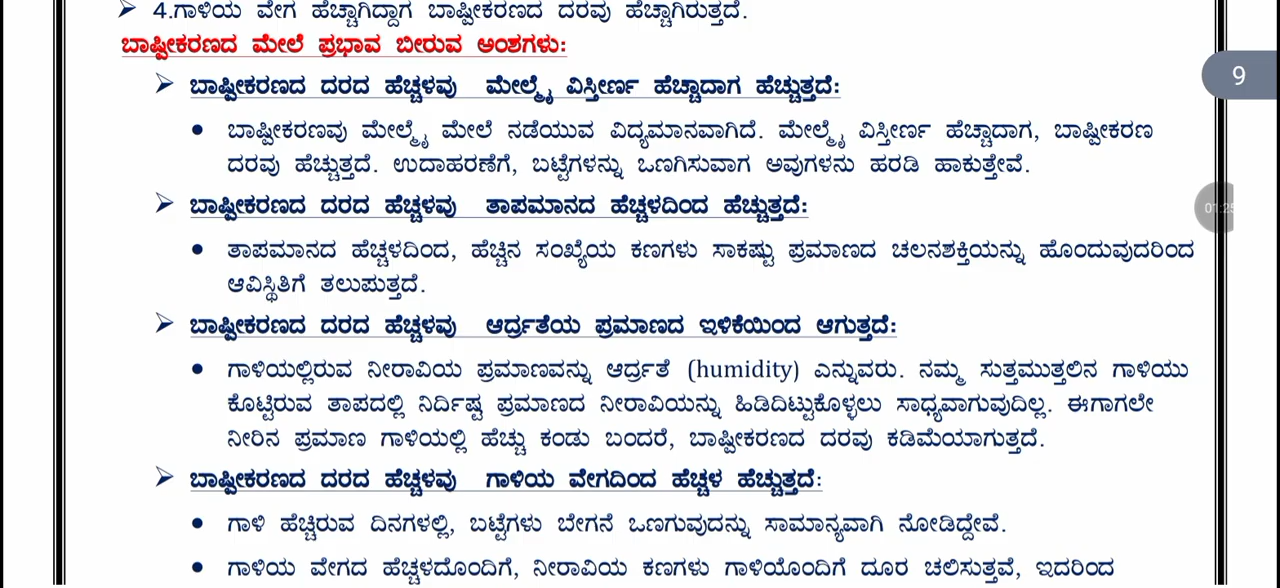 ➢ 4.ಗಾಳಿಯ ವೇಗ ಹೆಚ್ಚಾಗಿದ್ದಾಗ ಬಾಷ್ಪೀಕರಣದ ದರವು ಹೆಚ್ಚಾಗಿರುತ್ತದೆ.
ಬಾಷ್ಪೀಕರಣದ ಮೇಲೆ ಪ್ರಭಾವ ಬೀರುವ ಅಂಶಗಳು:
9
➢ ಬಾಷ್ಪೀಕರಣದ ದರದ ಹೆಚ್ಚಳವು ಮೇಲ್ಮೈ ವಿಸ್ತೀರ್ಣ ಹೆಚ್ಚಾದಾಗ ಹೆಚ್ಚುತ್ತದೆ:
• ಬಾಷ್ಪೀಕರಣವು ಮೇಲ್ಮೈ ಮೇಲೆ ನಡೆಯುವ ವಿದ್ಯಮಾನವಾಗಿದೆ. ಮೇಲ್ಮೈ ವಿಸ್ತೀರ್ಣ ಹೆಚ್ಚಾದಾಗ, ಬಾಷ್ಪೀಕರಣ
ದರವು ಹೆಚ್ಚುತ್ತದೆ. ಉದಾಹರಣೆಗೆ, ಬಟ್ಟೆಗಳನ್ನು ಒಣಗಿಸುವಾಗ ಅವುಗಳನು ಹರಡಿ ಹಾಕುತ್ತೇವೆ.
➢ ಬಾಷ್ಪೀಕರಣದ ದರದ ಹೆಚ್ಚಳವು ತಾಪಮಾನದ ಹೆಚ್ಚಳದಿಂದ ಹೆಚ್ಚುತ್ತದೆ:
01:25
• ತಾಪಮಾನದ ಹೆಚ್ಚಳದಿಂದ, ಹೆಚ್ಚಿನ ಸಂಖ್ಯೆಯ ಕಣಗಳು ಸಾಕಷ್ಟು ಪ್ರಮಾಣದ ಚಲನಶಕ್ತಿಯನ್ನು ಹೊಂದುವುದರಿಂದ
ಆವಿಸ್ಥಿತಿಗೆ ತಲುಪುತ್ತದೆ.
➢ ಬಾಷ್ಪೀಕರಣದ ದರದ ಹೆಚ್ಚಳವು ಆರ್ದ್ರತೆಯ ಪ್ರಮಾಣದ ಇಳಿಕೆಯಿಂದ ಆಗುತ್ತದೆ:
• ಗಾಳಿಯಲ್ಲಿರುವ ನೀರಾವಿಯ ಪ್ರಮಾಣವನ್ನು ಆರ್ದ್ರತೆ (humidity) ಎನ್ನುವರು. ನಮ್ಮ ಸುತ್ತಮುತ್ತಲಿನ ಗಾಳಿಯು
ಕೊಟ್ಟಿರುವ ತಾಪದಲ್ಲಿ ನಿರ್ದಿಷ್ಟ ಪ್ರಮಾಣದ ನೀರಾವಿಯನ್ನು ಹಿಡಿದಿಟ್ಟುಕೊಳ್ಳಲು ಸಾಧ್ಯವಾಗುವುದಿಲ್ಲ. ಈಗಾಗಲೇ
ನೀರಿನ ಪ್ರಮಾಣ ಗಾಳಿಯಲ್ಲಿ ಹೆಚ್ಚು ಕಂಡು ಬಂದರೆ, ಬಾಷ್ಪೀಕರಣದ ದರವು ಕಡಿಮೆಯಾಗುತ್ತದೆ.
➢ ಬಾಷ್ಪೀಕರಣದ ದರದ ಹೆಚ್ಚಳವು ಗಾಳಿಯ ವೇಗದಿಂದ ಹೆಚ್ಚಳ ಹೆಚ್ಚುತ್ತದೆ:
• ಗಾಳಿ ಹೆಚ್ಚಿರುವ ದಿನಗಳಲ್ಲಿ, ಬಟ್ಟೆಗಳು ಬೇಗನೆ ಒಣಗುವುದನ್ನು ಸಾಮಾನ್ಯವಾಗಿ ನೋಡಿದ್ದೇವೆ.
• ಗಾಳಿಯ ವೇಗದ ಹೆಚ್ಚಳದೊಂದಿಗೆ, ನೀರಾವಿಯ ಕಣಗಳು ಗಾಳಿಯೊಂದಿಗೆ ದೂರ ಚಲಿಸುತ್ತವೆ, ಇದರಿಂದ